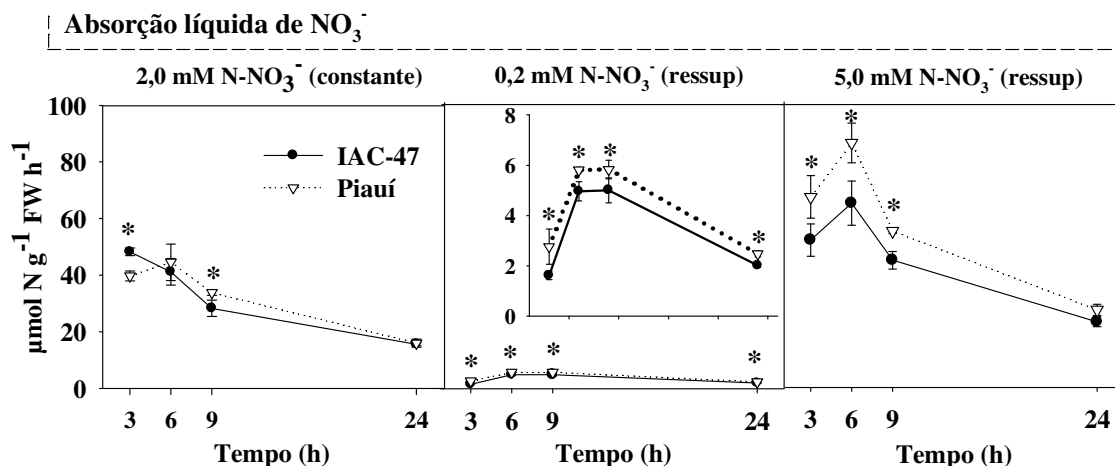 Absorção líquida de NO3-
2,0 mM N-NO3- (constante)
0,2 mM N-NO3- (ressup)
5,0 mM N-NO3- (ressup)
µmol N g-1 FW h-1
100
80
60
40
20
0
IAC-47
Piauí
*
*
8
6
4
2
0
*
*
*
*
*
*
*
*
*
*
*
3 6 9 24
3 6 9 24
3 6 9 24
Tempo (h)
Tempo (h)
Tempo (h)